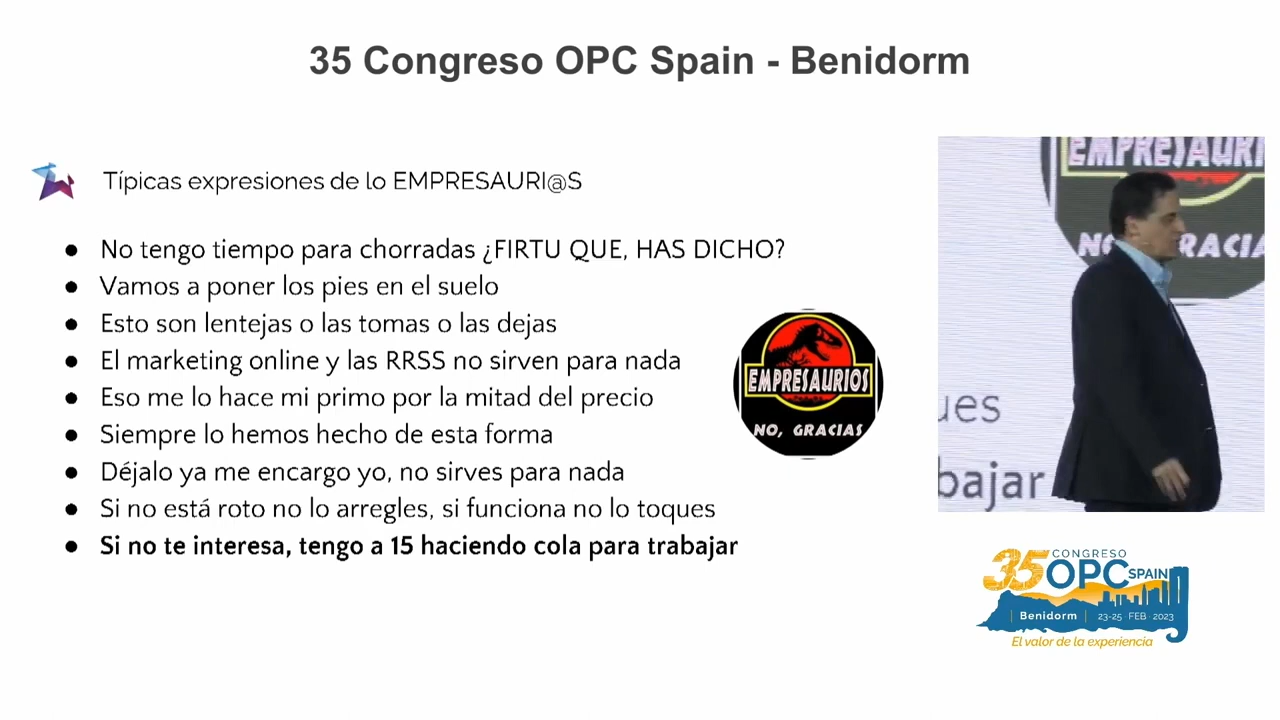 35 Congreso OPC Spain - Benidorm
Típicas expresiones de lo EMPRESAURI@S
● No tengo tiempo para chorradas ¿FIRTU QUE, HAS DICHO?
● Vamos a poner los pies en el suelo
● Esto son lentejas o las tomas o las dejas
● El marketing online y las RRSS no sirven para nada
● Eso me lo hace mi primo por la mitad del precio
● Siempre lo hemos hecho de esta forma
● Déjalo ya me encargo yo, no sirves para nada
● Si no está roto no lo arregles, si funciona no lo toques
● Si no te interesa, tengo a 15 haciendo cola para trabajar
EMPRESAURIOS
NO, GRACIAS
EMPRESAURI
NO, GRACIA
ues
bajar
35 CONGRESO
OPC SPAIN
Benidorm | 23-25 · FEB · 2023
El valor de la experiencia